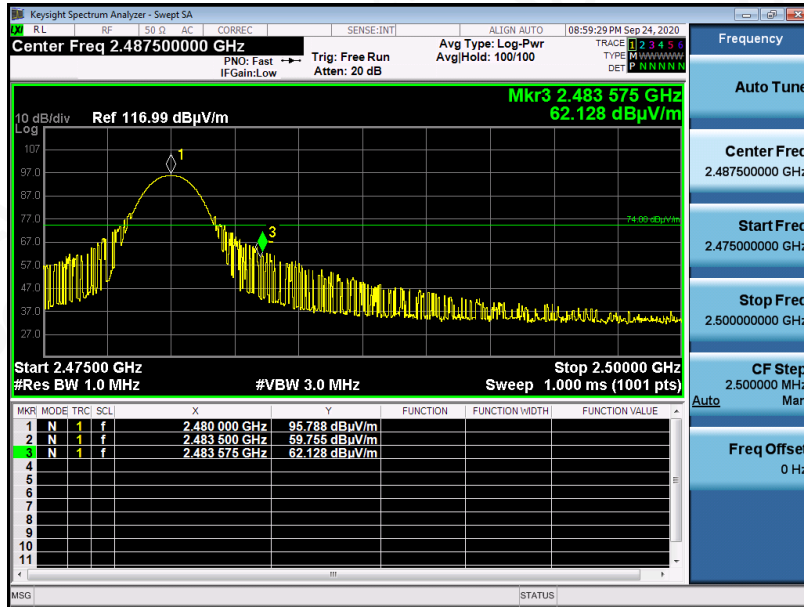 Keysight Spectrum Analyzer - Swept SA
RL RF 50 Ω AC CORREC SENSE:INT ALIGN AUTO 08:59:29 PM Sep 24, 2020
Center Freq 2.487500000 GHz
PNO: Fast
IFGain:Low
Trig: Free Run
Atten: 20 dB
Avg Type: Log-Pwr
Avg|Hold: 100/100
TRACE 1 2 3 4 5 6
TYPE M WWWWW
DET P N N N N N
Mkr3 2.483 575 GHz
62.128 dBµV/m
10 dB/div Ref 116.99 dBµV/m
Log
107
97.0
87.0
77.0
67.0
57.0
47.0
37.0
27.0
1
3
74.00 dBµV/m
Start 2.47500 GHz Stop 2.50000 GHz
#Res BW 1.0 MHz #VBW 3.0 MHz Sweep 1.000 ms (1001 pts)
MKR MODE TRC SCL X Y FUNCTION FUNCTION WIDTH FUNCTION VALUE
1 N 1 f 2.480 000 GHz 95.788 dBµV/m
2 N 1 f 2.483 500 GHz 59.755 dBµV/m
3 N 1 f 2.483 575 GHz 62.128 dBµV/m
4
5
6
7
8
9
10
11
MSG STATUS
Frequency
Auto Tune
Center Freq
2.487500000 GHz
Start Freq
2.475000000 GHz
Stop Freq
2.500000000 GHz
CF Step
2.500000 MHz
Auto Man
Freq Offset
0 Hz